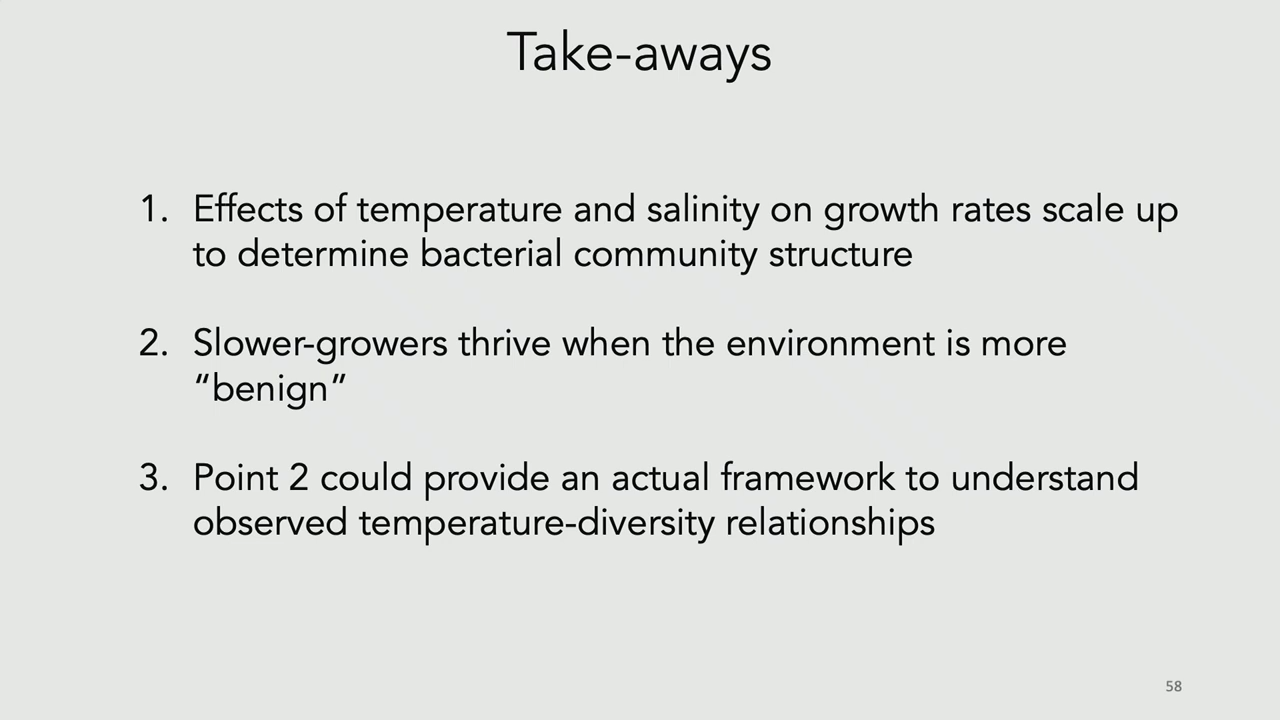 Take-aways
1. Effects of temperature and salinity on growth rates scale up
to determine bacterial community structure
2. Slower-growers thrive when the environment is more
“benign”
3. Point 2 could provide an actual framework to understand
observed temperature-diversity relationships
58